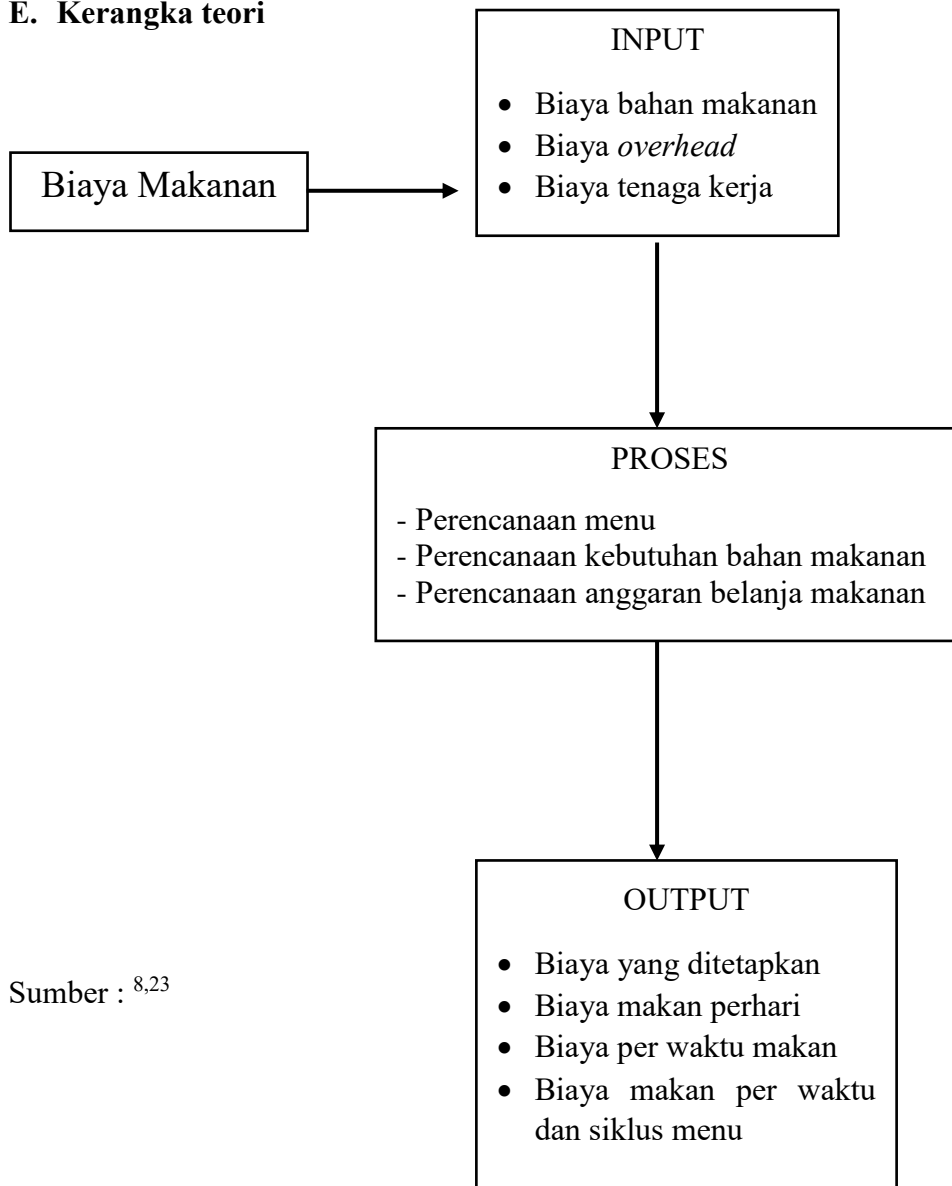 E. Kerangka teori
INPUT
• Biaya bahan makanan
• Biaya overhead
• Biaya tenaga kerja
Biaya Makanan
PROSES
- Perencanaan menu
- Perencanaan kebutuhan bahan makanan
- Perencanaan anggaran belanja makanan
OUTPUT
• Biaya yang ditetapkan
• Biaya makan perhari
• Biaya per waktu makan
• Biaya makan per waktu
dan siklus menu
Sumber : 8,23